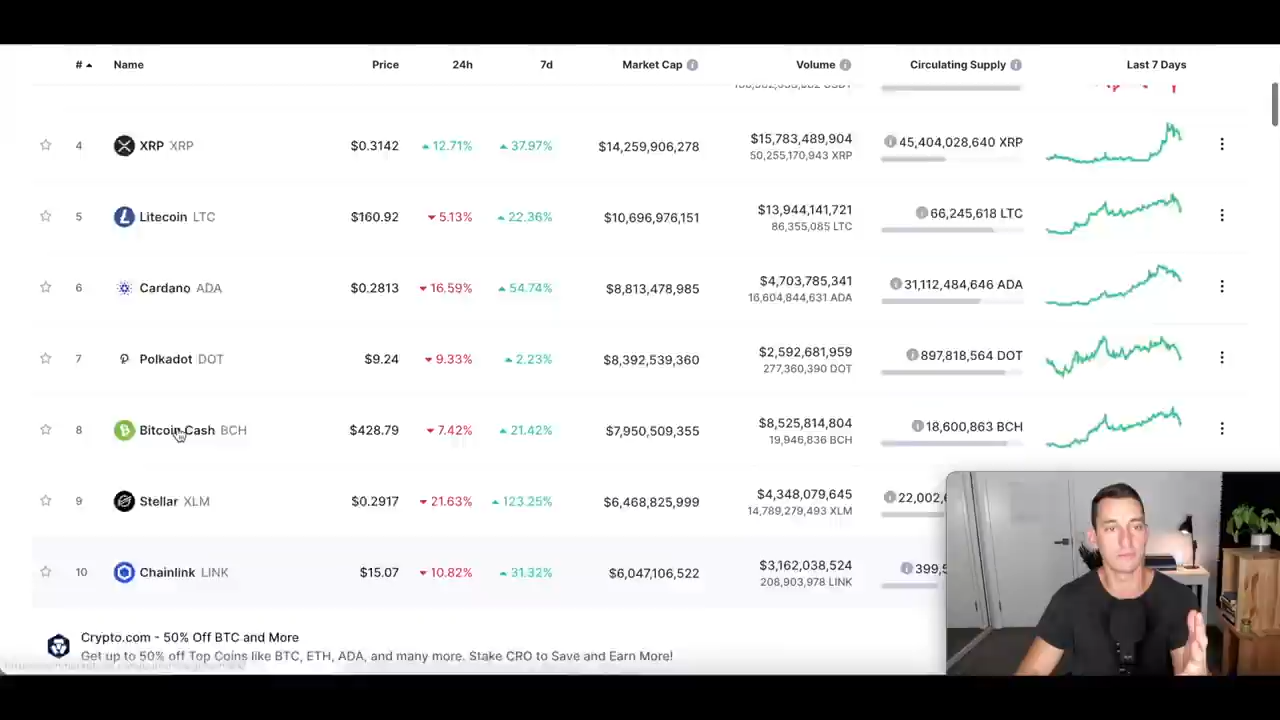 # Name Price 24h 7d Market Cap Volume Circulating Supply Last 7 Days
4 XRP XRP $0.3142 12.71% 37.97% $14,259,906,278 $15,783,489,904 45,404,028,640 XRP
50,255,170,943 XRP
5 Litecoin LTC $160.92 5.13% 22.36% $10,696,976,151 $13,944,141,721 66,245,618 LTC
86,355,085 LTC
6 Cardano ADA $0.2813 16.59% 54.74% $8,813,478,985 $4,703,785,341 31,112,484,646 ADA
16,604,844,631 ADA
7 Polkadot DOT $9.24 9.33% 2.23% $8,392,539,360 $2,592,681,959 897,818,564 DOT
277,360,390 DOT
8 Bitcoin Cash BCH $428.79 7.42% 21.42% $7,950,509,355 $8,525,814,804 18,600,863 BCH
19,946,836 BCH
9 Stellar XLM $0.2917 21.63% 123.25% $6,468,825,999 $4,348,079,645 22,002,6
14,789,279,493 XLM
10 Chainlink LINK $15.07 10.82% 31.32% $6,047,106,522 $3,162,038,524 399,5
208,903,978 LINK
Crypto.com - 50% Off BTC and More
Get up to 50% off Top Coins like BTC, ETH, ADA, and many more. Stake CRO to Save and Earn More!